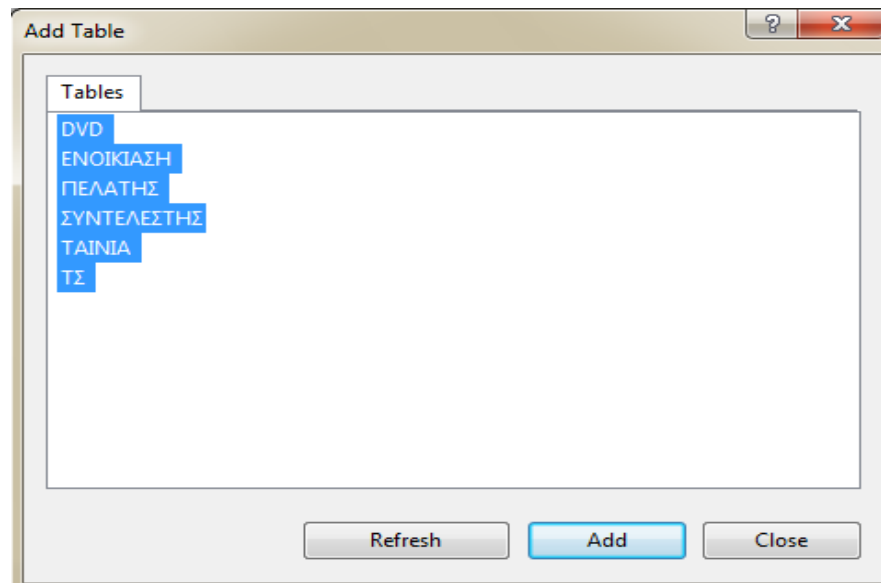 Add Table
Tables
DVD
ΕΝΟΙΚΙΑΣΗ
ΠΕΛΑΤΗΣ
ΣΥΝΤΕΛΕΣΤΗΣ
ΤΑΙΝΙΑ
ΤΣ
Refresh Add Close